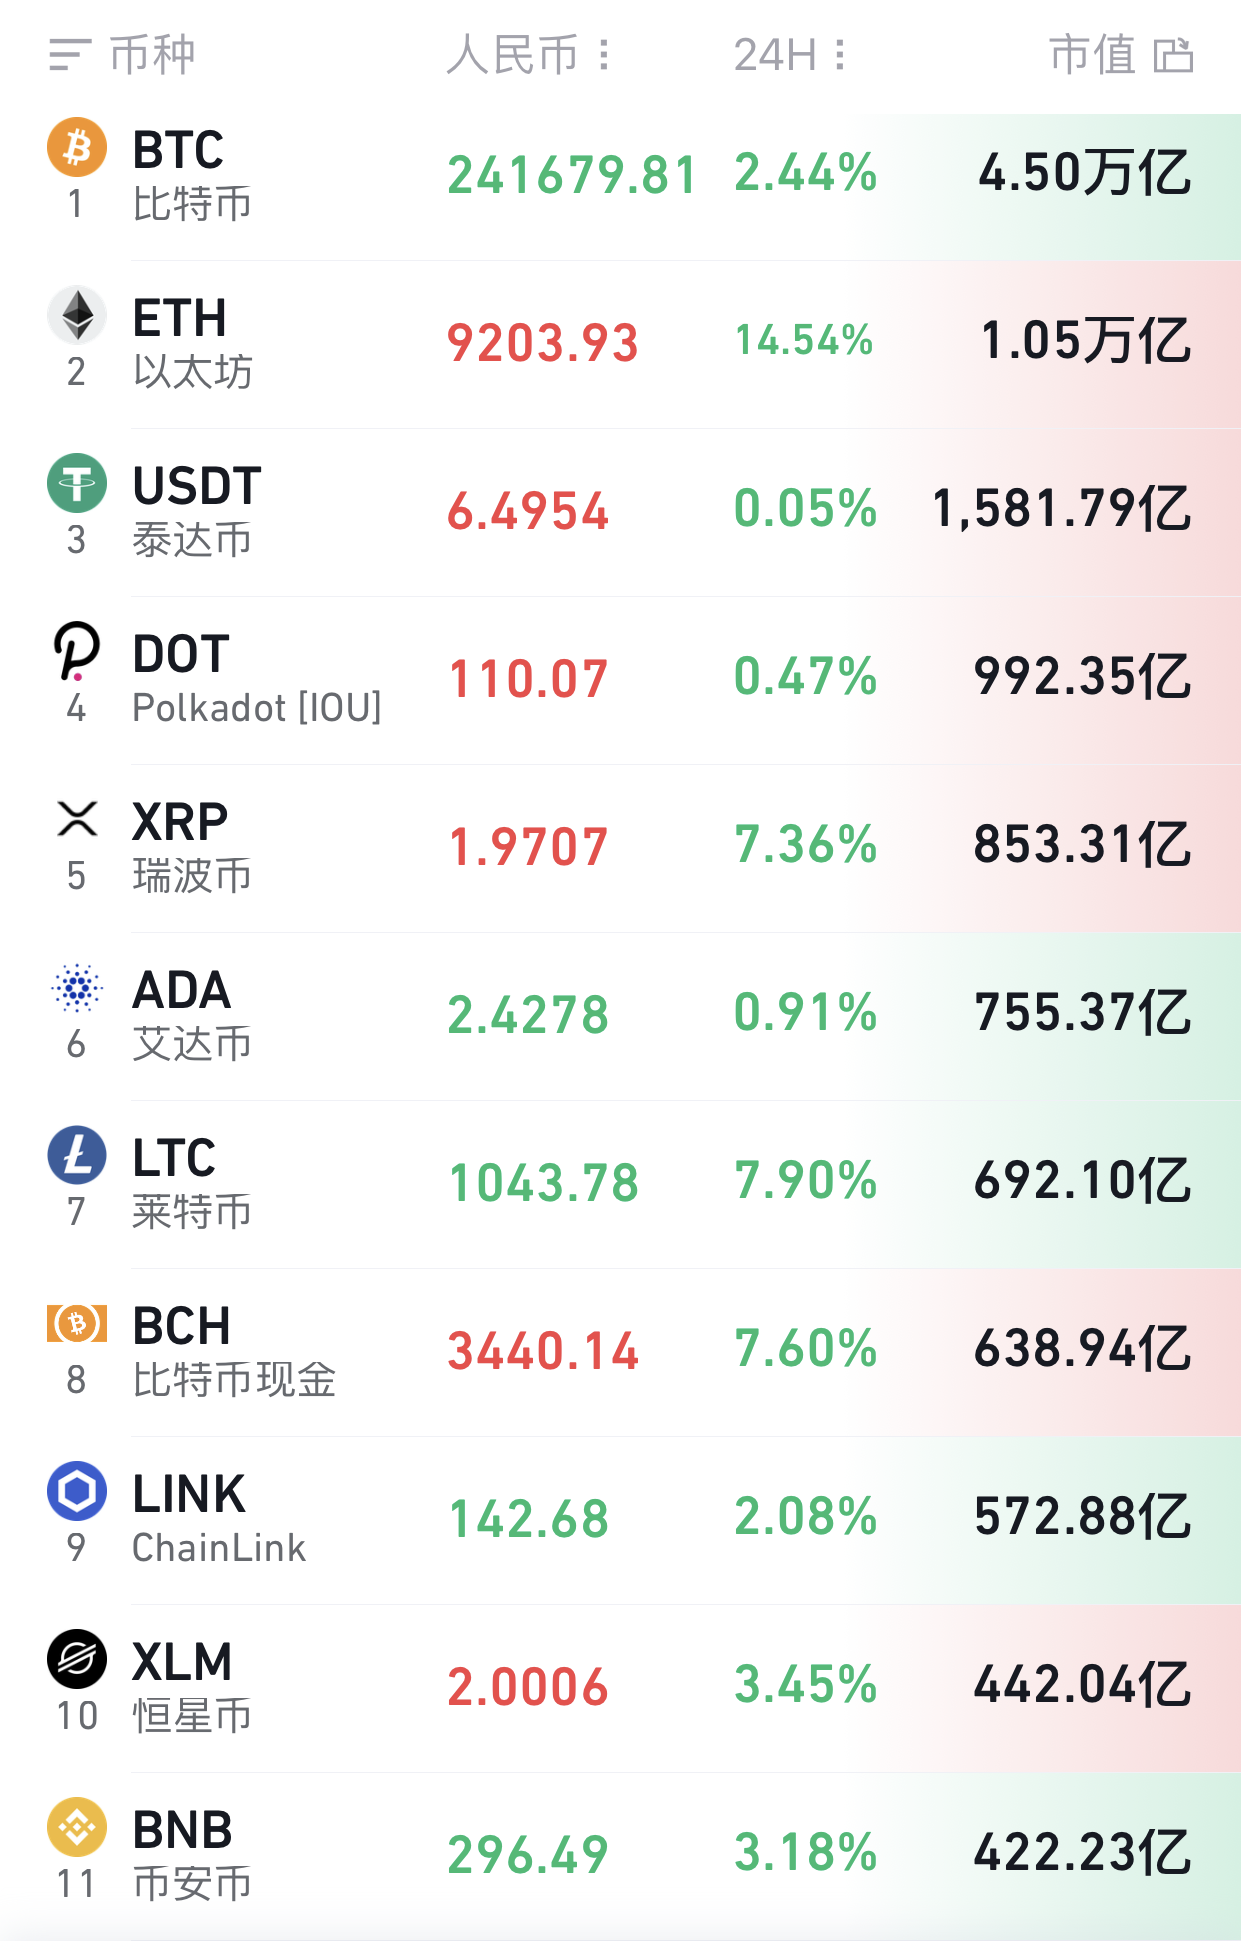 币种 人民币 24H 市值
BTC 241679.81 2.44% 4.50万亿
1 比特币
ETH 9203.93 14.54% 1.05万亿
2 以太坊
USDT 6.4954 0.05% 1,581.79亿
3 泰达币
DOT 110.07 0.47% 992.35亿
4 Polkadot [IOU]
XRP 1.9707 7.36% 853.31亿
5 瑞波币
ADA 2.4278 0.91% 755.37亿
6 艾达币
LTC 1043.78 7.90% 692.10亿
7 莱特币
BCH 3440.14 7.60% 638.94亿
8 比特币现金
LINK 142.68 2.08% 572.88亿
9 ChainLink
XLM 2.0006 3.45% 442.04亿
10 恒星币
BNB 296.49 3.18% 422.23亿
11 币安币